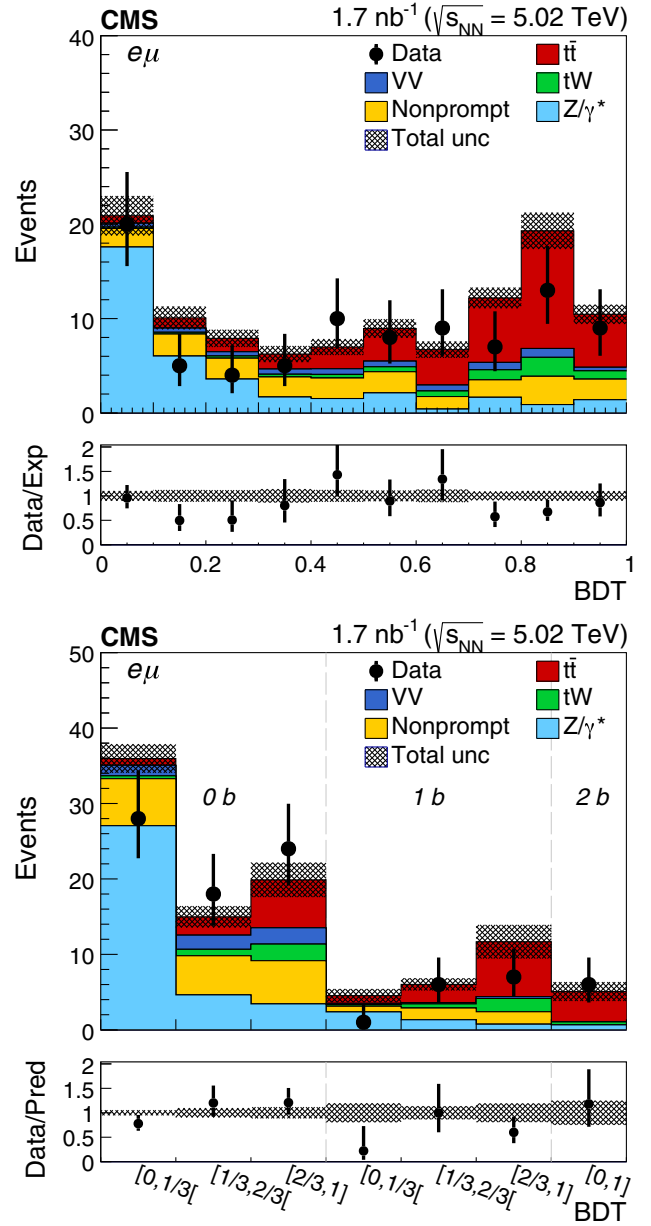 CMS 1.7 nb⁻¹ (√s_NN = 5.02 TeV)
40
eμ
Data
tt̄
VV
tW
Nonprompt
Z/γ*
Total unc
30
Events
20
10
0
2
1.5
1
0.5
0
Data/Exp
0 0.2 0.4 0.6 0.8 1
BDT
CMS 1.7 nb⁻¹ (√s_NN = 5.02 TeV)
50
eμ
Data
tt̄
VV
tW
Nonprompt
Z/γ*
Total unc
40
0 b 1 b 2 b
30
Events
20
10
0
2
1.5
1
0.5
0
Data/Pred
[0, 1/3[ [1/3, 2/3[ [2/3, 1] [0, 1/3[ [1/3, 2/3[ [2/3, 1] [0, 1]
BDT